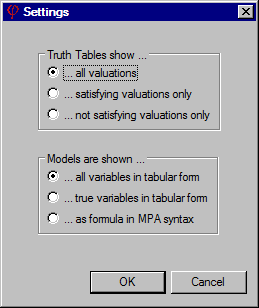 Settings
Truth Tables show ...
... all valuations
... satisfying valuations only
... not satisfying valuations only
Models are shown ...
... all variables in tabular form
... true variables in tabular form
... as formula in MPA syntax
OK Cancel